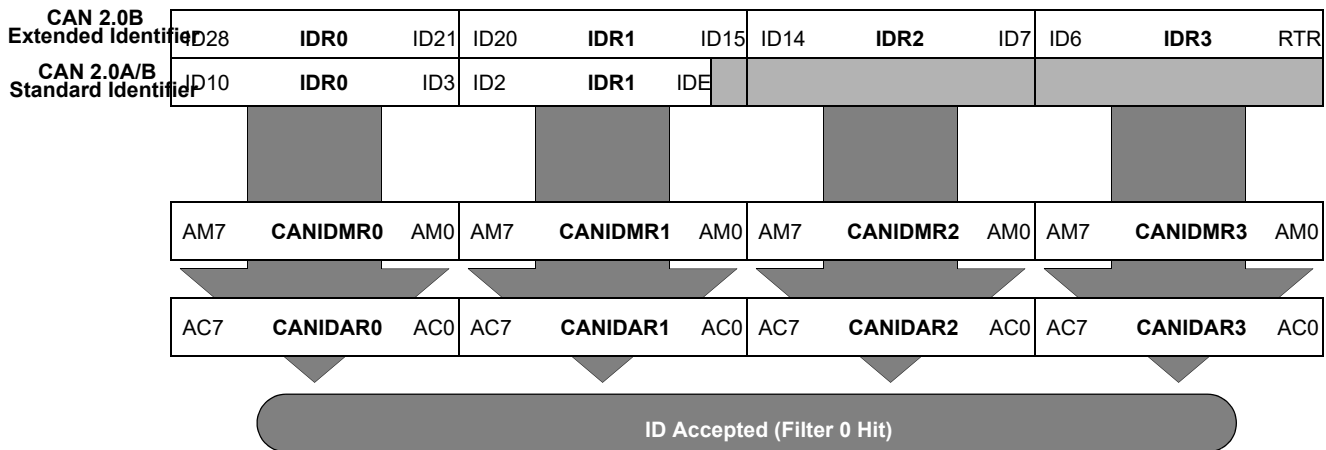 CAN 2.0B
Extended Identifier ID28 IDR0 ID21 ID20 IDR1 ID15 ID14 IDR2 ID7 ID6 IDR3 RTR
CAN 2.0A/B
Standard Identifier ID10 IDR0 ID3 ID2 IDR1 IDE
AM7 CANIDMR0 AM0 AM7 CANIDMR1 AM0 AM7 CANIDMR2 AM0 AM7 CANIDMR3 AM0
AC7 CANIDAR0 AC0 AC7 CANIDAR1 AC0 AC7 CANIDAR2 AC0 AC7 CANIDAR3 AC0
ID Accepted (Filter 0 Hit)